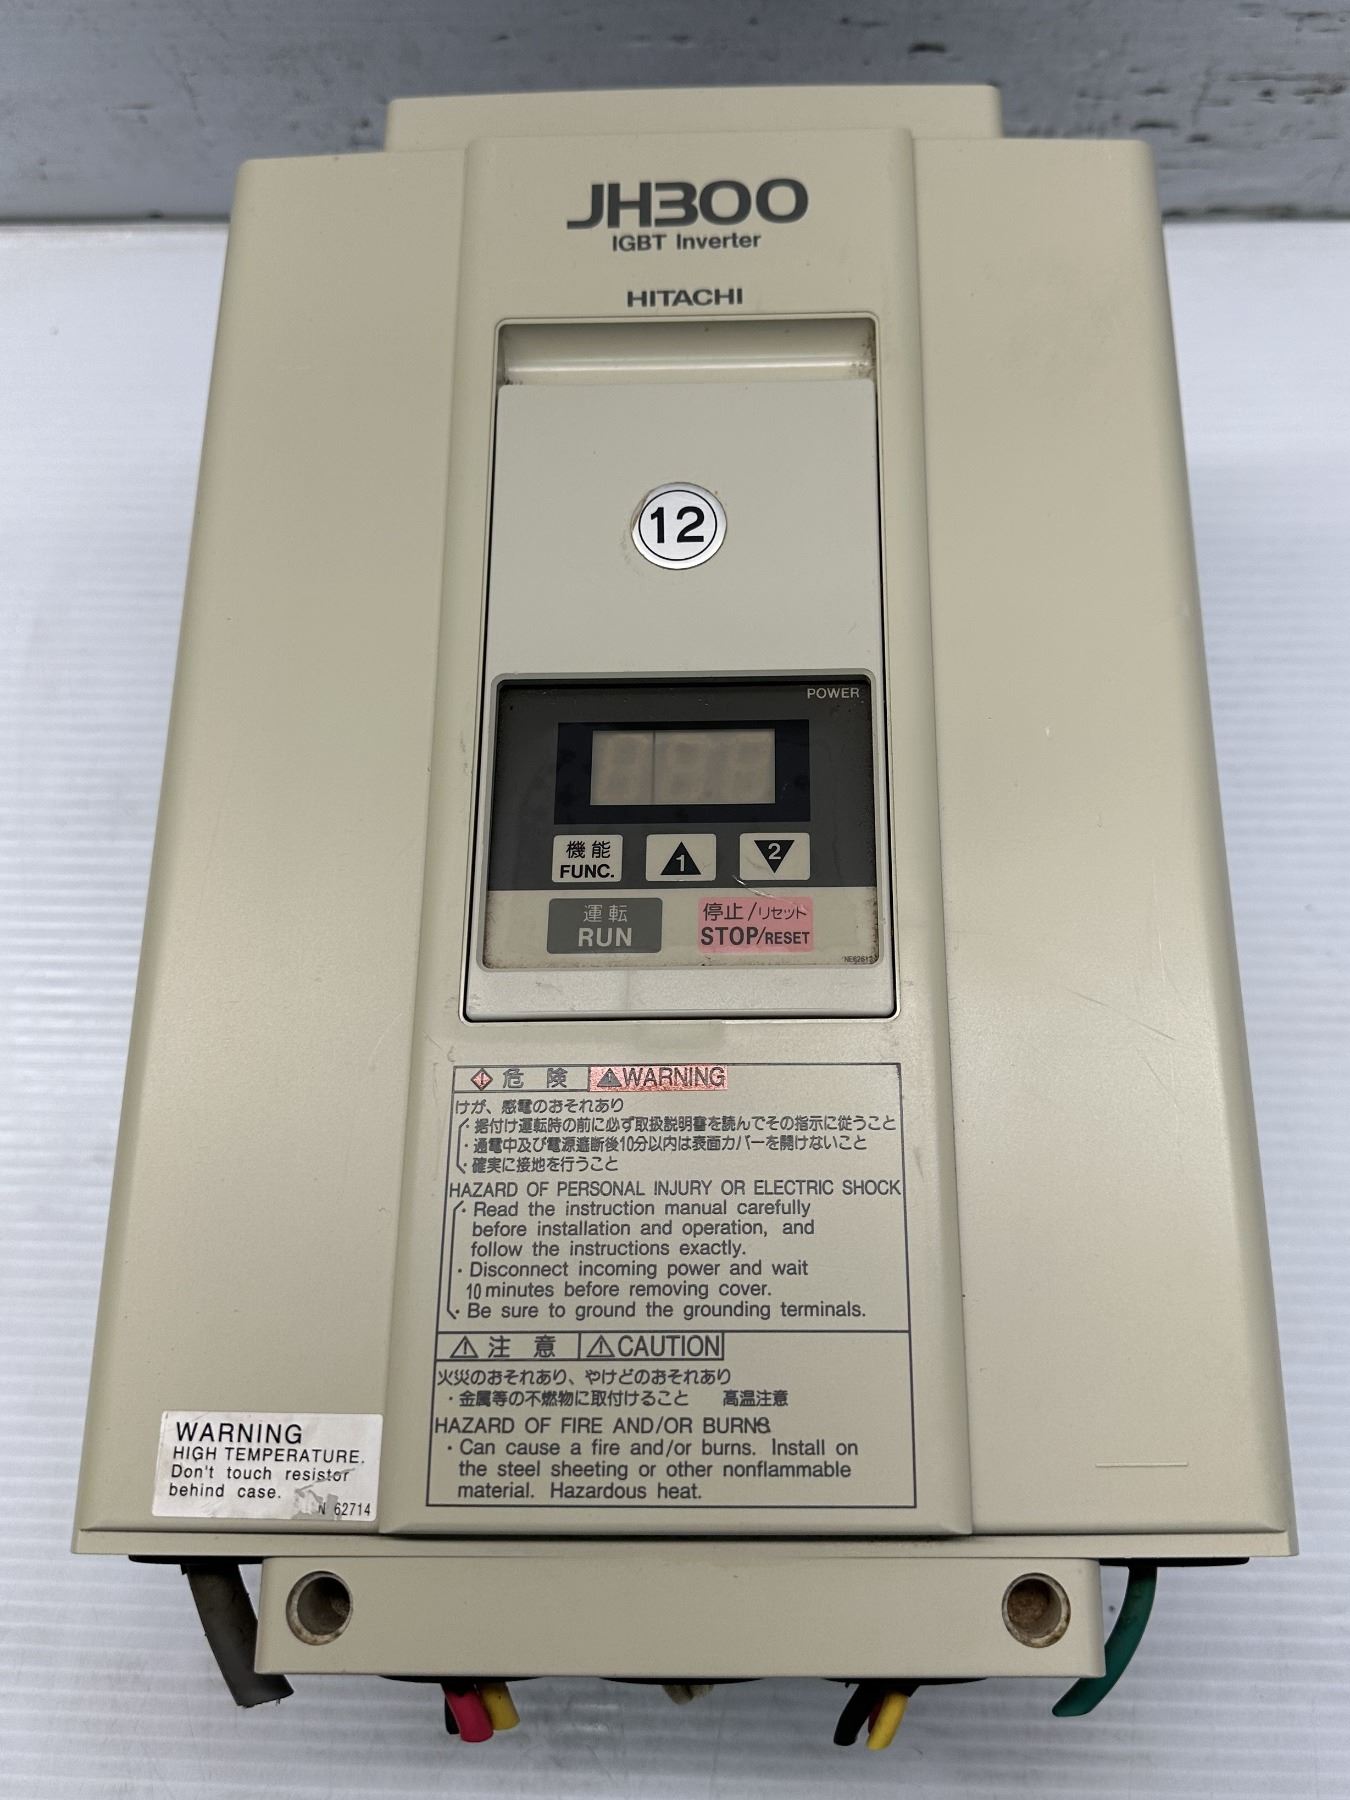 JH300
IGBT Inverter
HITACHI
12
POWER
機能
FUNC.
1
2
運転
RUN
停止/リセット
STOP/RESET
危 険
WARNING
けが、感電のおそれあり
・据付け運転時の前に必ず取扱説明書を読んでその指示に従うこと
・通電中及び電源遮断後10分以内は表面カバーを開けないこと
・確実に接地を行うこと
HAZARD OF PERSONAL INJURY OR ELECTRIC SHOCK
・Read the instruction manual carefully
before installation and operation, and
follow the instructions exactly.
・Disconnect incoming power and wait
10 minutes before removing cover.
・Be sure to ground the grounding terminals.
注 意
CAUTION
火災のおそれあり、やけどのおそれあり
・金属等の不燃物に取付けること 高温注意
HAZARD OF FIRE AND/OR BURNS
・Can cause a fire and/or burns. Install on
the steel sheeting or other nonflammable
material. Hazardous heat.
WARNING
HIGH TEMPERATURE.
Don't touch resistor
behind case.
N 62714